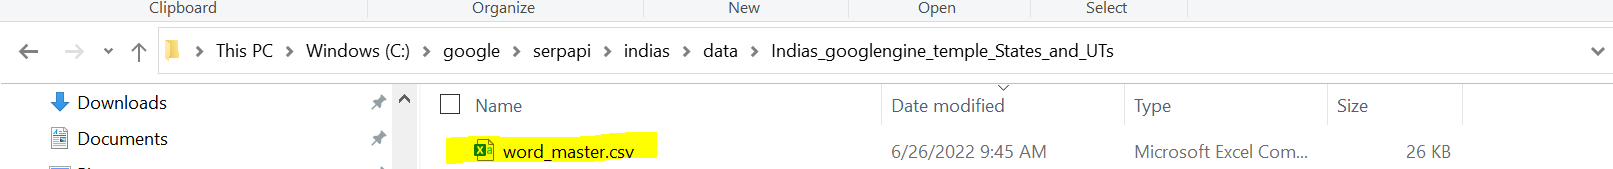 Clipboard Organize New Open Select
This PC > Windows (C:) > google > serpapi > indias > data > Indias_googlengine_temple_States_and_UTs
Downloads
Documents
Name Date modified Type Size
word_master.csv 6/26/2022 9:45 AM Microsoft Excel Com... 26 KB